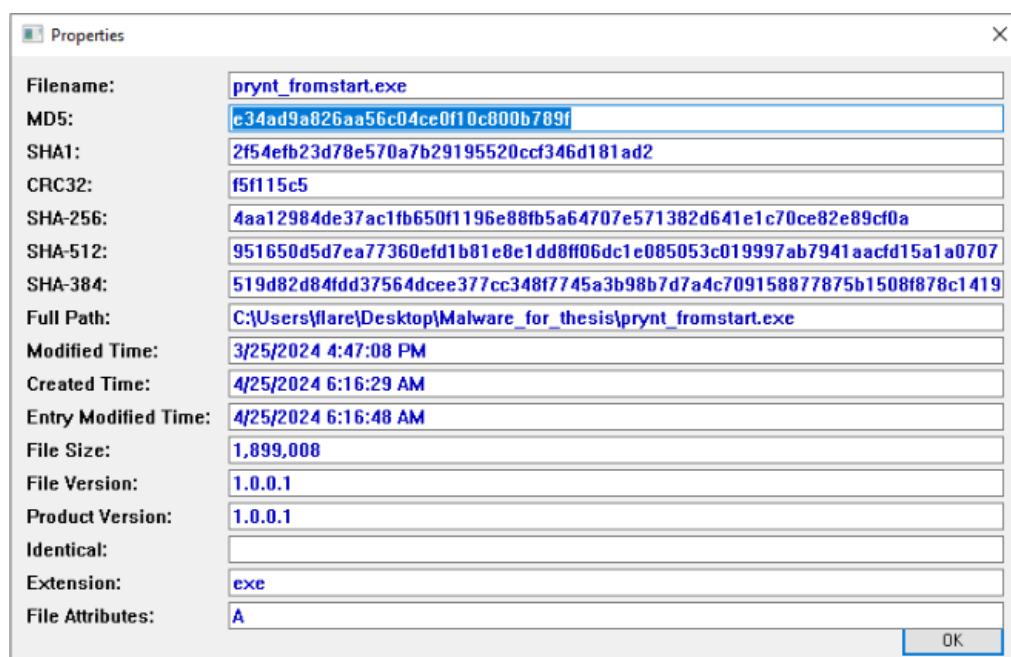 Properties
Filename: prynt_fromstart.exe
MD5: e34ad9a826aa56c04ce0f10c800b789f
SHA1: 2f54efb23d78e570a7b29195520ccf346d181ad2
CRC32: f5f115c5
SHA-256: 4aa12984de37ac1fb650f1196e88fb5a64707e571382d641e1c70ce82e89cf0a
SHA-512: 951650d5d7ea77360efd1b81e8e1dd8ff06dc1e085053c019997ab7941aacfd15a1a0707
SHA-384: 519d82d84fdd37564dcee377cc348f7745a3b98b7d7a4c709158877875b1508f878c1419
Full Path: C:\Users\flare\Desktop\Malware_for_thesis\prynt_fromstart.exe
Modified Time: 3/25/2024 4:47:08 PM
Created Time: 4/25/2024 6:16:29 AM
Entry Modified Time: 4/25/2024 6:16:48 AM
File Size: 1,899,008
File Version: 1.0.0.1
Product Version: 1.0.0.1
Identical:
Extension: exe
File Attributes: A
OK